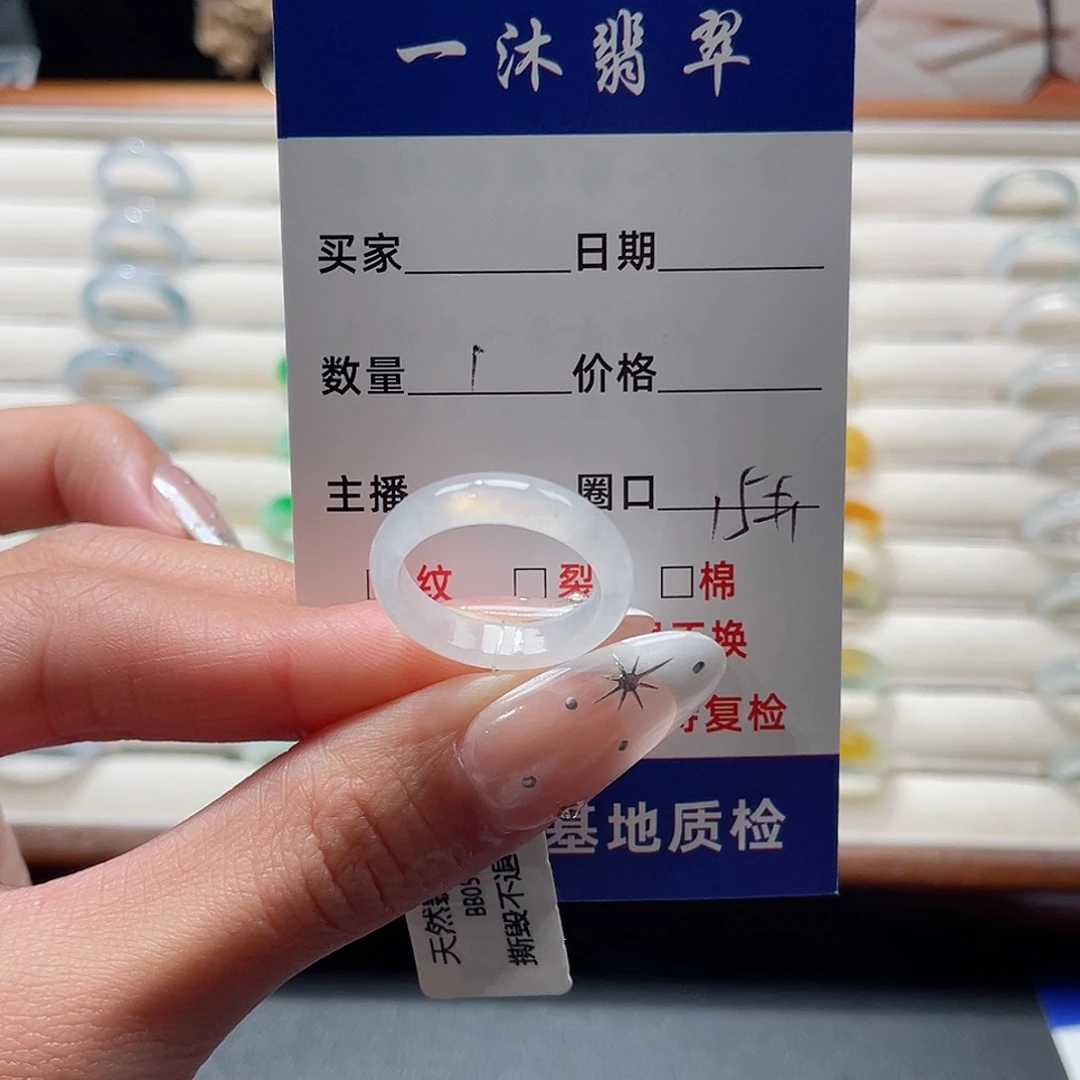 一沐翡翠
买家 日期
数量 1 价格
主播 圈口 15
□纹 □裂 □棉
不换
复检
基地质检
天然
BB05
撕毁不退